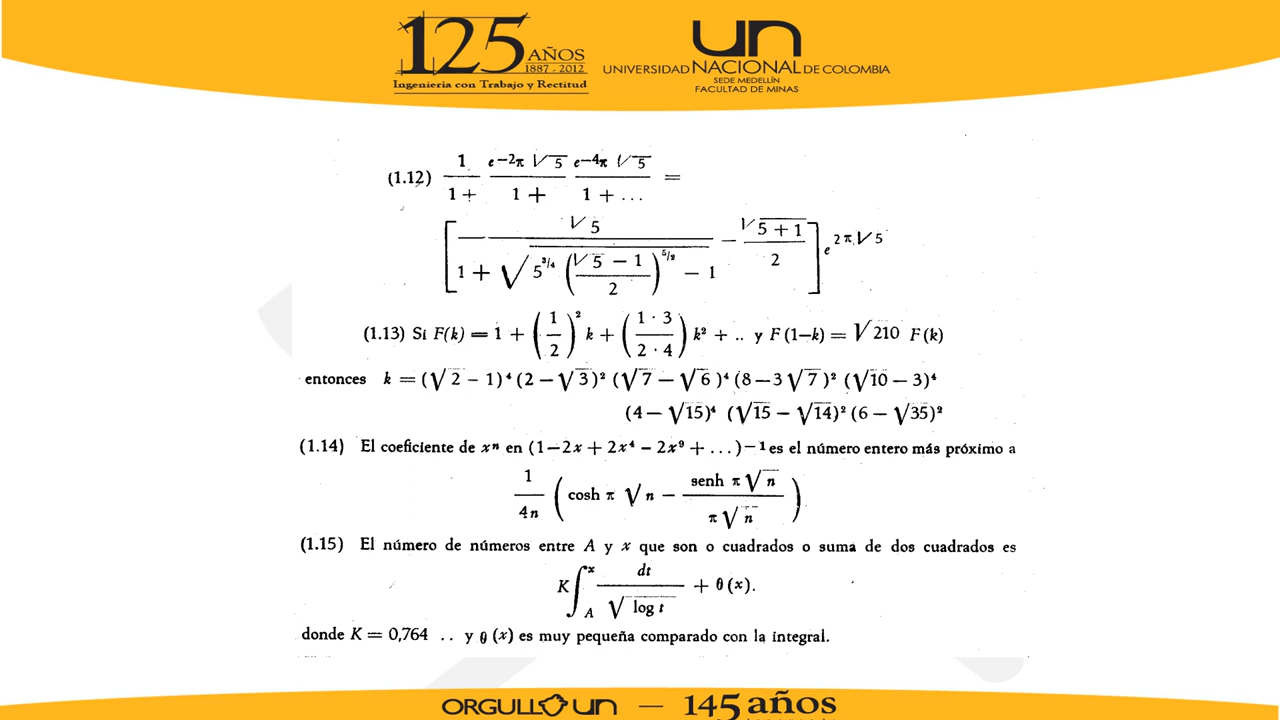 125 AÑOS
1887 - 2012
Ingeniería con Trabajo y Rectitud
un
UNIVERSIDAD NACIONAL DE COLOMBIA
SEDE MEDELLÍN
FACULTAD DE MINAS
(1.12) 1/(1 +) e^(−2π √5)/(1 +) e^(−4π √5)/(1 + ...) =
[ √5 / (1 + √(5^(3/4) ((√5 − 1)/2)^(5/2) − 1)) − √(5 + 1)/2 ] e^(2 π √5)
(1.13) Si F(k) = 1 + (1/2)² k + (1 · 3 / 2 · 4) k² + .. y F (1—k) = √210 F (k)
entonces k = (√2 − 1)⁴ (2 − √3)² (√7 − √6)⁴ (8 − 3√7)² (√10 − 3)⁴
(4 − √15)⁴ (√15 − √14)² (6 − √35)²
(1.14) El coeficiente de xⁿ en (1 − 2x + 2x⁴ − 2x⁹ + ...)−¹ es el número entero más próximo a
1/4n (cosh π √n − senh π √n / π √n)
(1.15) El número de números entre A y x que son o cuadrados o suma de dos cuadrados es
K ∫_A^x dt / √log t + θ (x).
donde K = 0,764 .. y θ (x) es muy pequeña comparado con la integral.
ORGULLO un — 145 años